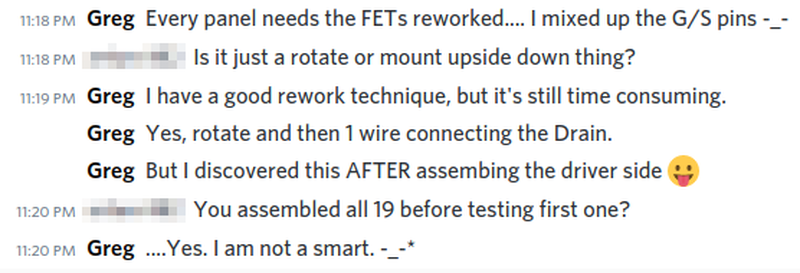 11:18 PM Greg Every panel needs the FETs reworked.... I mixed up the G/S pins -_-
11:18 PM Is it just a rotate or mount upside down thing?
11:19 PM Greg I have a good rework technique, but it's still time consuming.
Greg Yes, rotate and then 1 wire connecting the Drain.
Greg But I discovered this AFTER assembing the driver side 😛
11:20 PM You assembled all 19 before testing first one?
11:20 PM Greg ....Yes. I am not a smart. -_-*